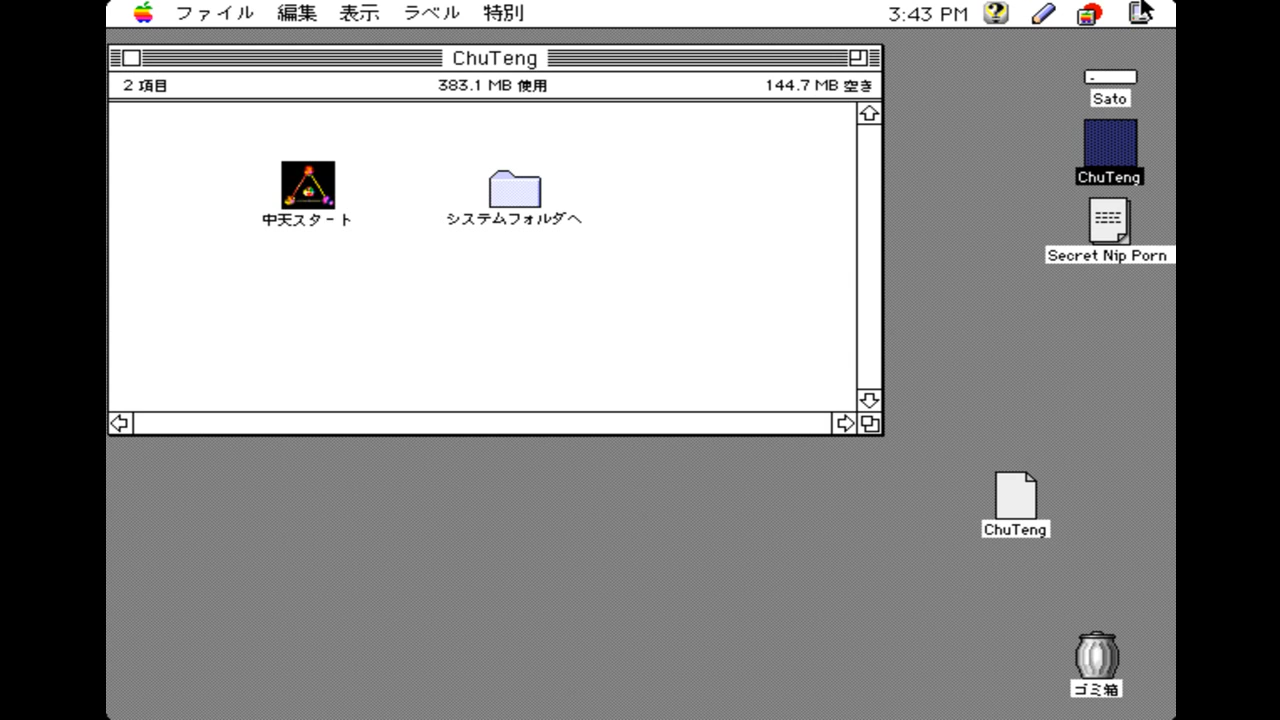 ファイル 編集 表示 ラベル 特別 3:43 PM
ChuTeng
2 項目 383.1 MB 使用 144.7 MB 空き
中天スタート システムフォルダへ
Sato
ChuTeng
Secret Nip Porn
ChuTeng
ゴミ箱